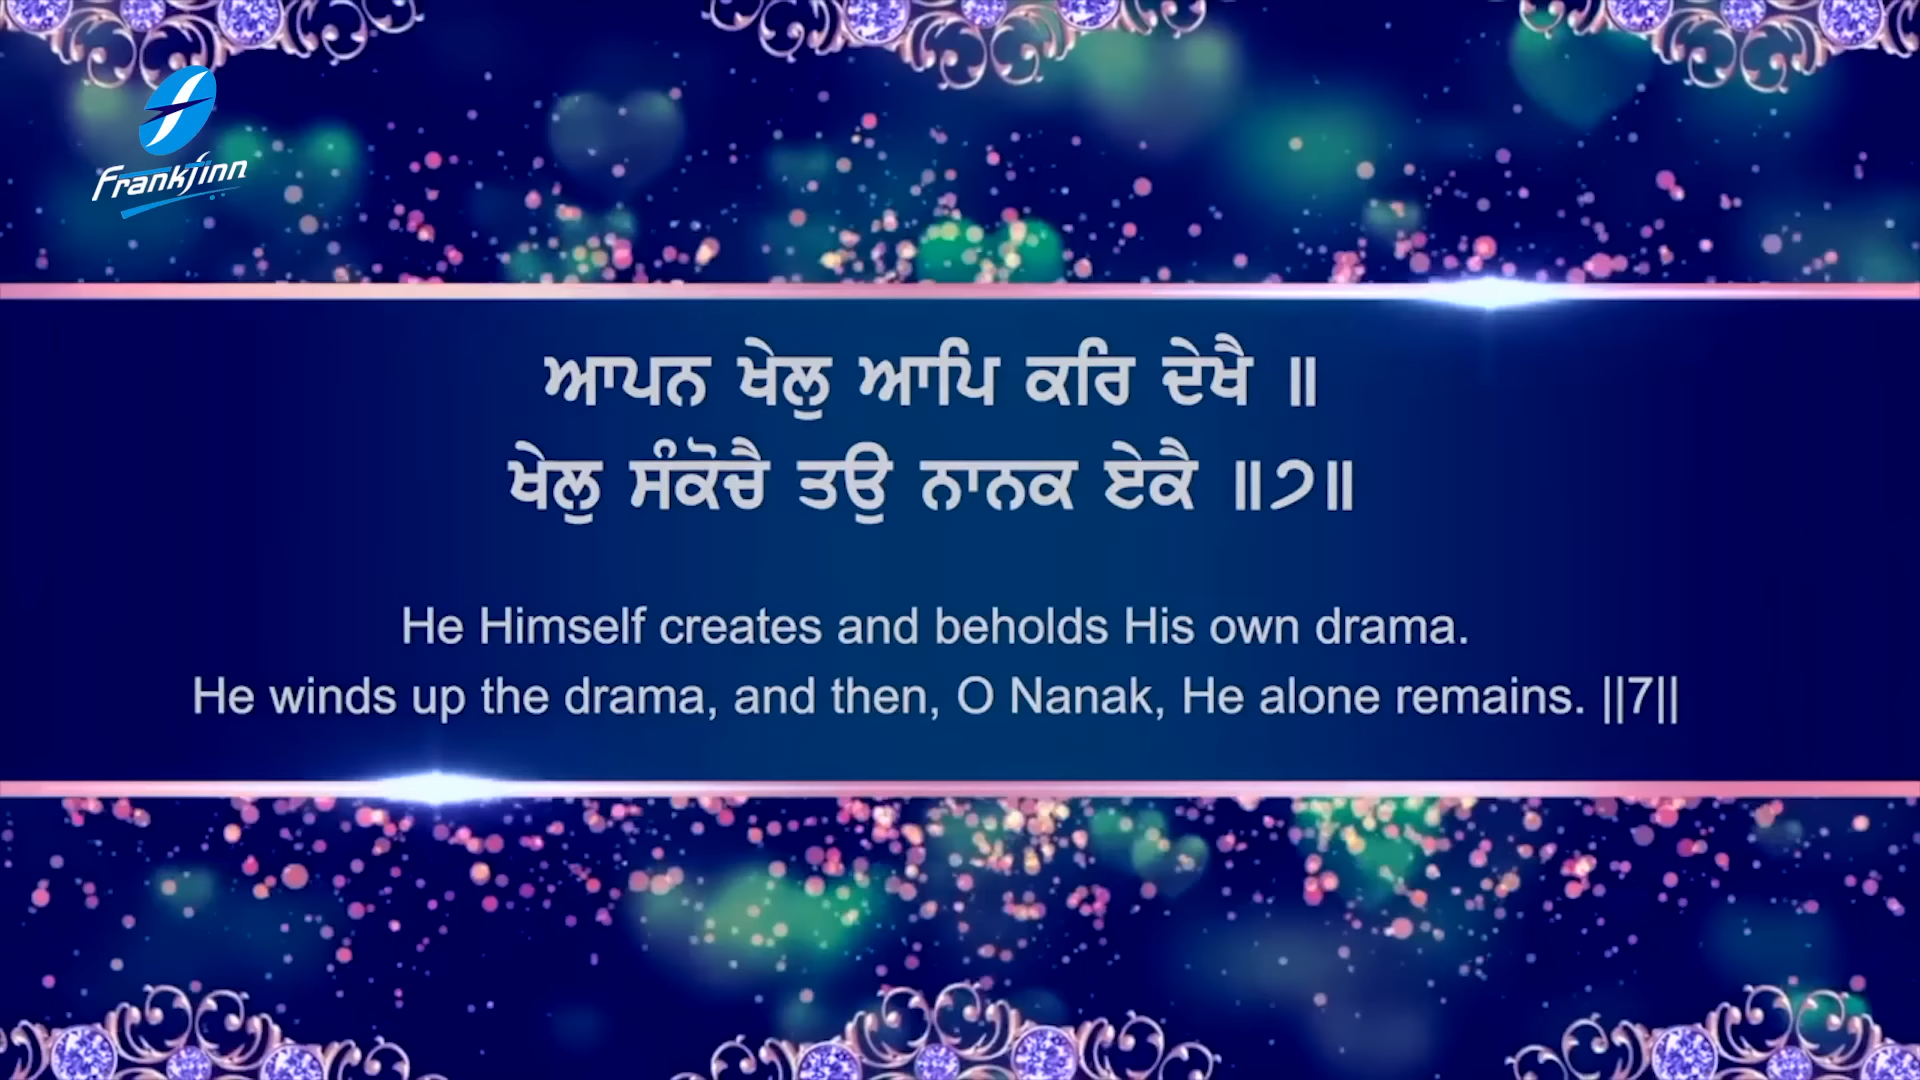 Frankfinn
ਆਪਨ ਖੇਲੁ ਆਪਿ ਕਰਿ ਦੇਖੈ ॥
ਖੇਲੁ ਸੰਕੋਚੈ ਤਉ ਨਾਨਕ ਏਕੈ ॥੭॥
He Himself creates and beholds His own drama.
He winds up the drama, and then, O Nanak, He alone remains. ||7||